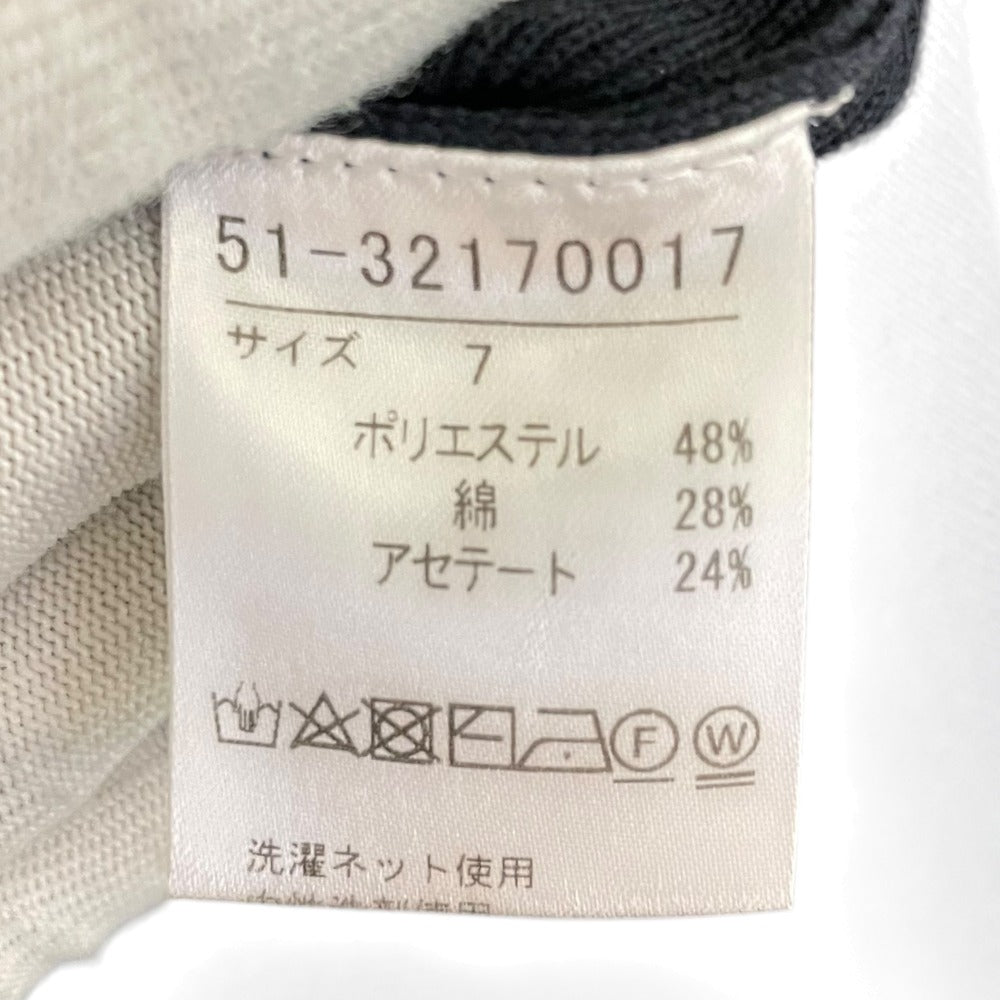 51-32170017
サイズ 7
ポリエステル 48%
綿 28%
アセテート 24%
F W
洗濯ネット使用